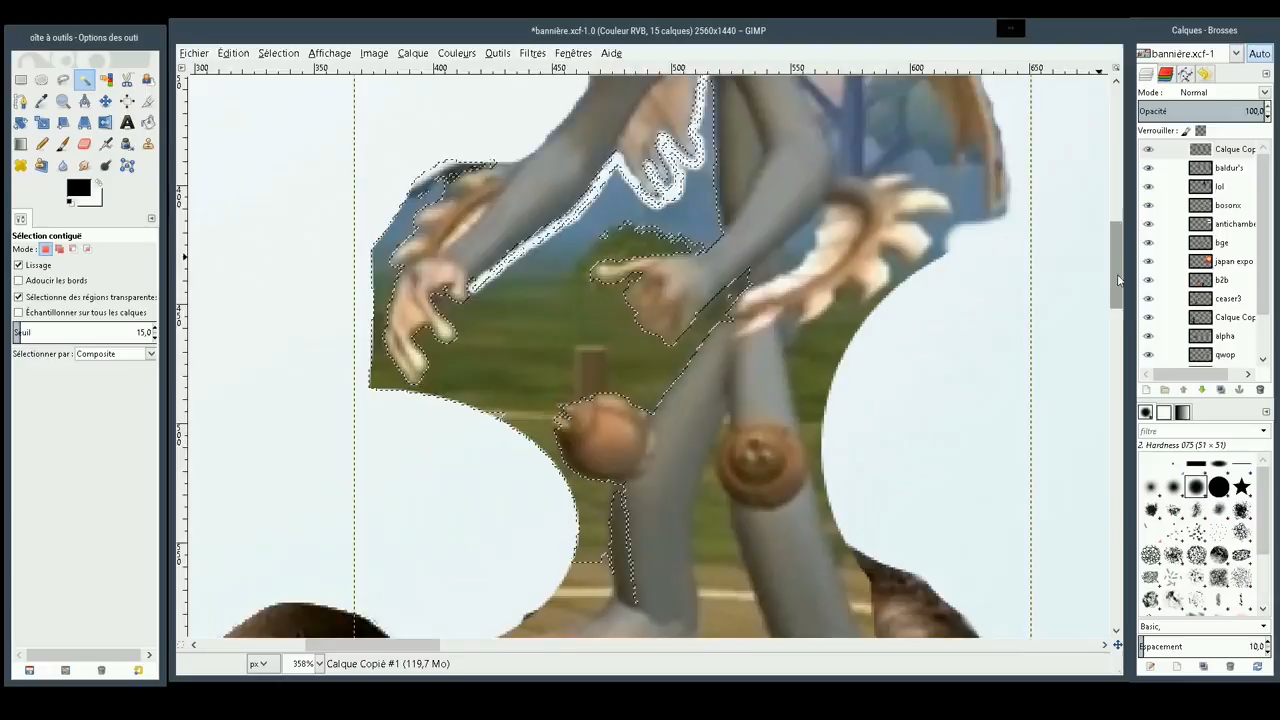 oîte à outils - Options des outi
*bannière.xcf-1.0 (Couleur RVB, 15 calques) 2560x1440 – GIMP
Calques - Brosses
Fichier Édition Sélection Affichage Image Calque Couleurs Outils Filtres Fenêtres Aide
bannière.xcf-1
Auto
300 350 400 450 500 550 600 650
Mode : Normal
Opacité 100,0
Verrouiller :
Calque Cop
baldur's
lol
bosonx
antichambe
bge
japan expo
b2b
ceaser3
Calque Cop
alpha
qwop
Sélection contiguë
Mode :
Lissage
Adoucir les bords
Sélectionne des régions transparente
Échantillonner sur tous les calques
Seuil 15,0
Sélectionner par : Composite
filtre
2. Hardness 075 (51 × 51)
Basic,
Espacement 10,0
px
358%
Calque Copié #1 (119,7 Mo)